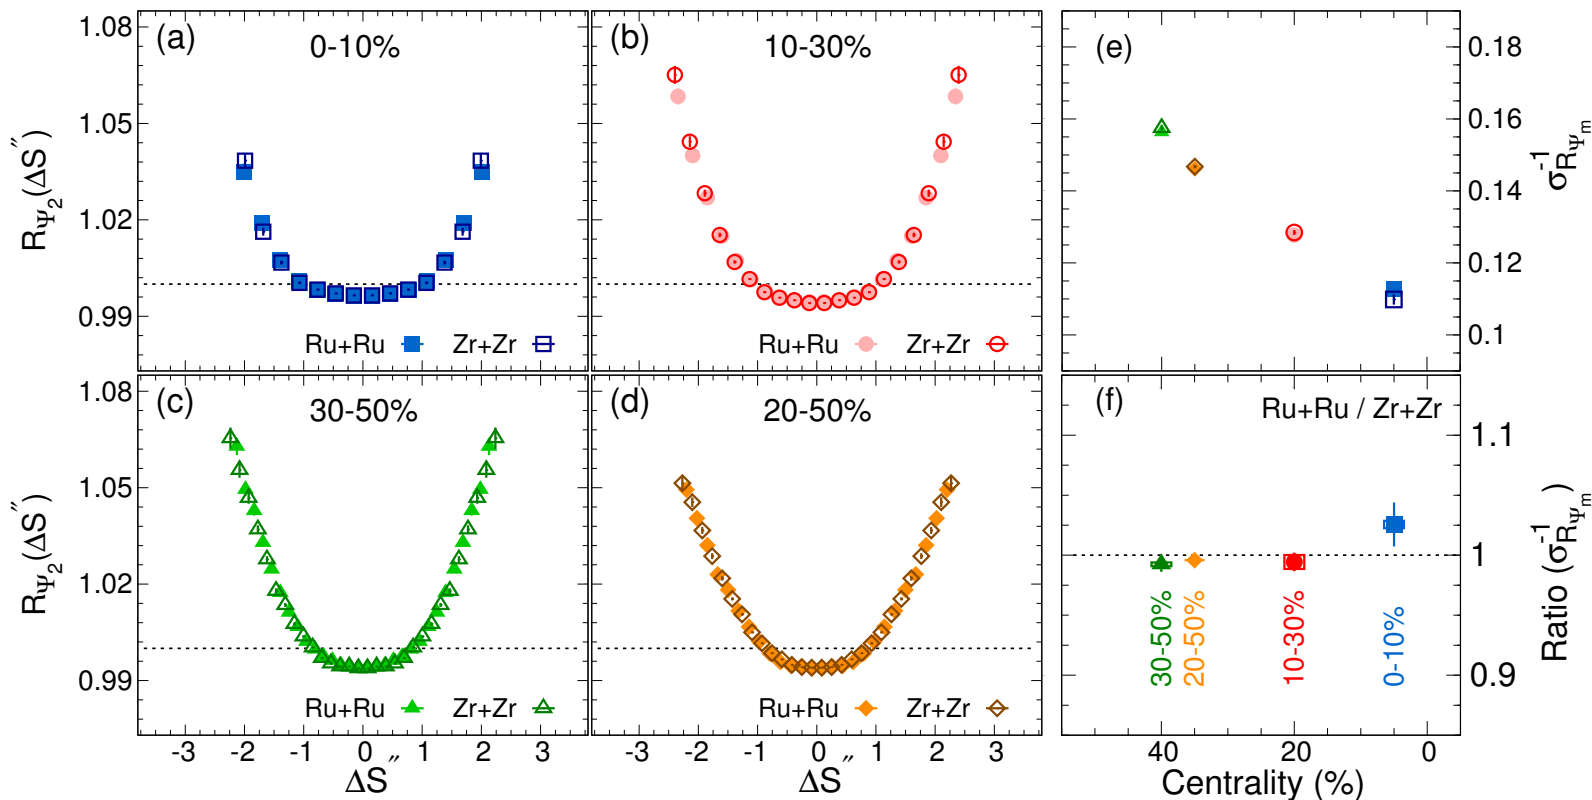 (a) 0-10%
1.08
1.05
1.02
0.99
R_Ψ₂(ΔS″)
Ru+Ru Zr+Zr
(b) 10-30%
Ru+Ru Zr+Zr
(c) 30-50%
1.08
1.05
1.02
0.99
R_Ψ₂(ΔS″)
Ru+Ru Zr+Zr
-3 -2 -1 0 1 2 3
ΔS″
(d) 20-50%
Ru+Ru Zr+Zr
-3 -2 -1 0 1 2 3
ΔS″
(e)
0.18
0.16
0.14
0.12
0.1
σ⁻¹_R_Ψm
(f) Ru+Ru / Zr+Zr
1.1
1
0.9
Ratio (σ⁻¹_R_Ψm)
30-50%
20-50%
10-30%
0-10%
40 20 0
Centrality (%)